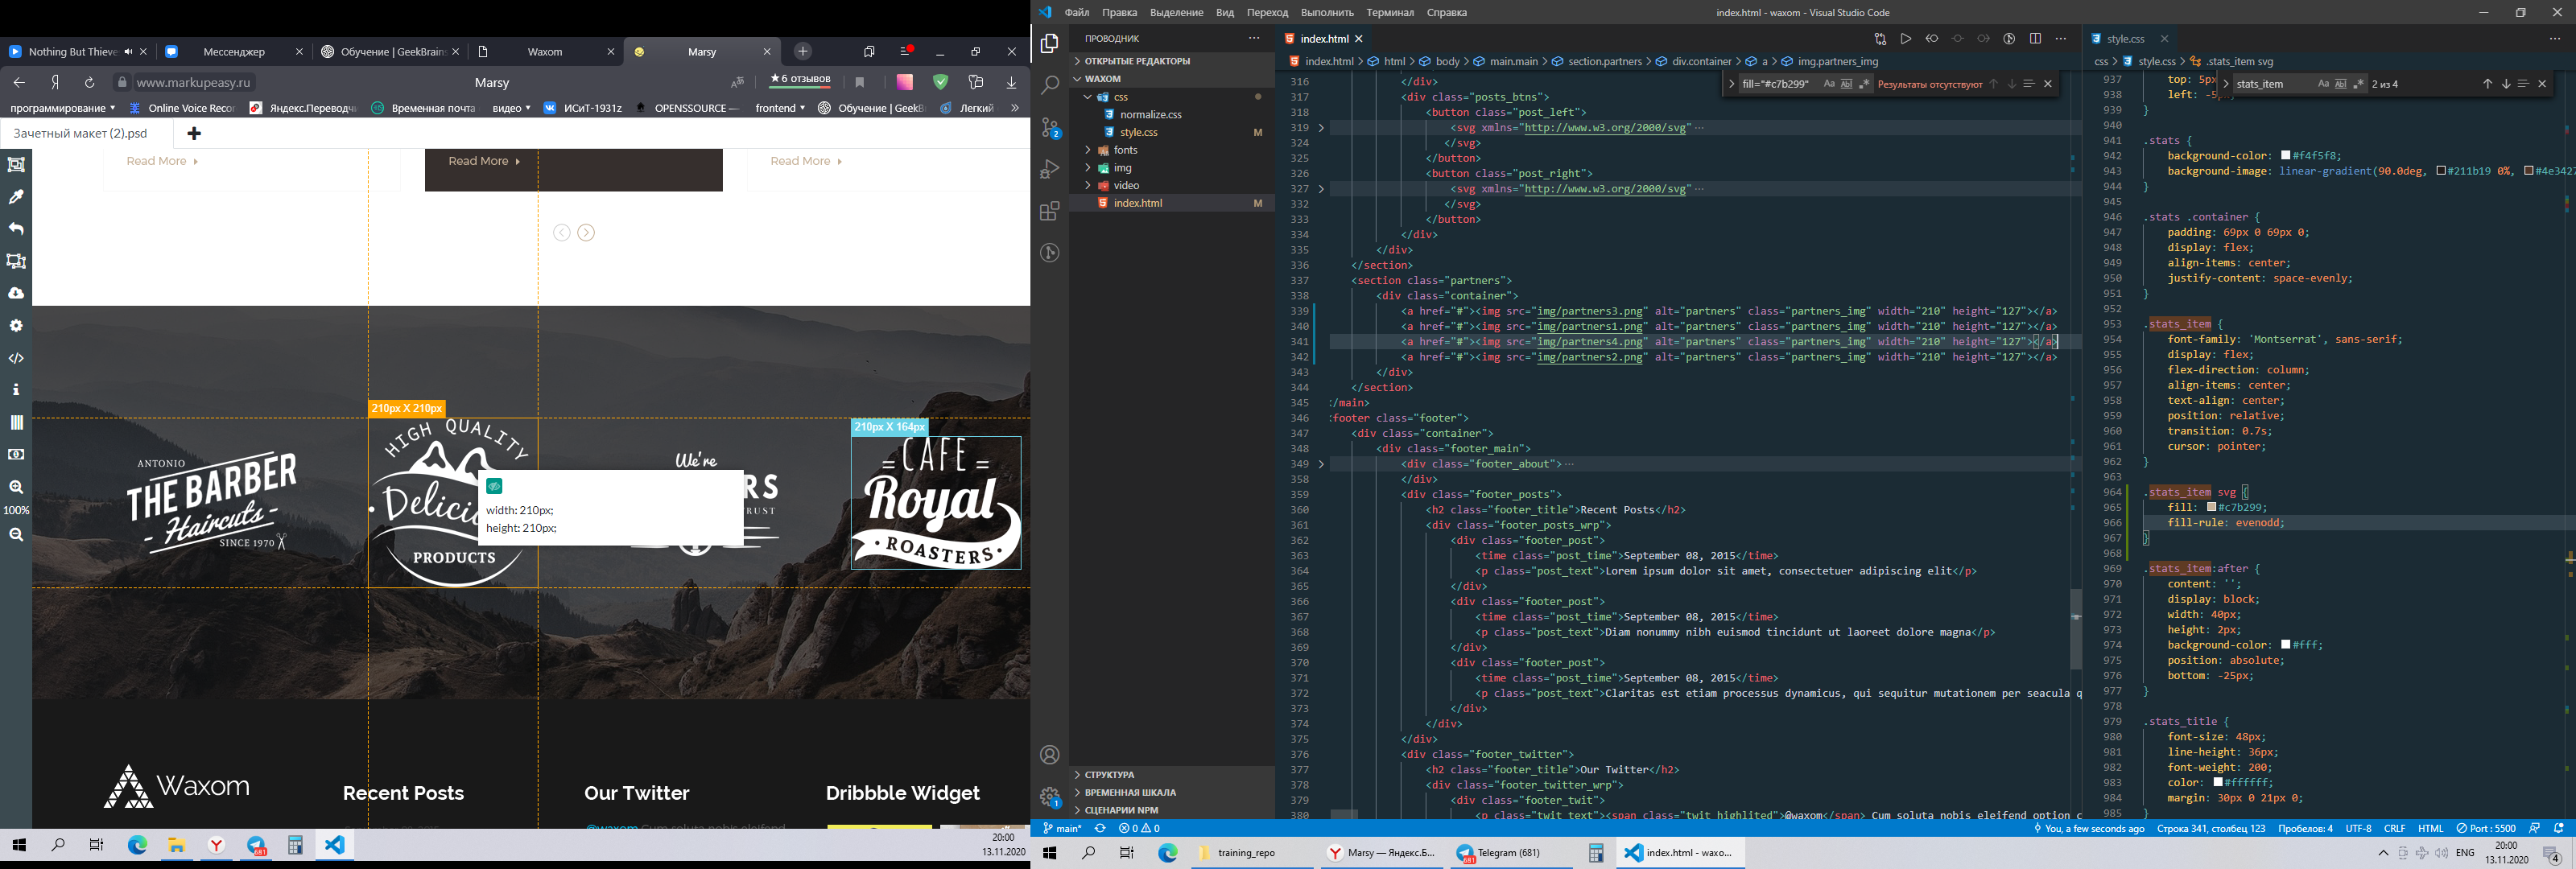 Nothing But Thieve
Мессенджер
Обучение | GeekBrain
Waxom
Marsy
www.markupeasy.ru
Marsy
★ 6 отзывов
программирование
Online Voice Recor
Яндекс.Переводчи
Временная почта
видео
ИСиТ-1931z
OPENSSOURCE —
frontend
Обучение | GeekB
Легкий
»
Зачетный макет (2).psd
Read More
Read More
Read More
210px X 210px
210px X 164px
HIGH QUALITY
PRODUCTS
ANTONIO
THE BARBER
Haircuts
SINCE 1970
We're
width: 210px;
height: 210px;
= CAFE =
Royal
ROASTERS
100%
Waxom
Recent Posts
Our Twitter
Dribbble Widget
20:00
13.11.2020
Файл Правка Выделение Вид Переход Выполнить Терминал Справка
index.html - waxom - Visual Studio Code
ПРОВОДНИК
ОТКРЫТЫЕ РЕДАКТОРЫ
WAXOM
css
normalize.css
style.css M
fonts
img
video
index.html M
СТРУКТУРА
ВРЕМЕННАЯ ШКАЛА
СЦЕНАРИИ NPM
index.html
index.html > html > body > main.main > section.partners > div.container > a > img.partners_img
fill="#c7b299"
Результаты отсутствуют
316 </div>
317 <div class="posts_btns">
318 <button class="post_left">
319 <svg xmlns="http://www.w3.org/2000/svg" ···
324 </svg>
325 </button>
326 <button class="post_right">
327 <svg xmlns="http://www.w3.org/2000/svg" ···
332 </svg>
333 </button>
334 </div>
335 </div>
336 </section>
337 <section class="partners">
338 <div class="container">
339 <a href="#"><img src="img/partners3.png" alt="partners" class="partners_img" width="210" height="127"></a>
340 <a href="#"><img src="img/partners1.png" alt="partners" class="partners_img" width="210" height="127"></a>
341 <a href="#"><img src="img/partners4.png" alt="partners" class="partners_img" width="210" height="127"></a>
342 <a href="#"><img src="img/partners2.png" alt="partners" class="partners_img" width="210" height="127"></a>
343 </div>
344 </section>
345 :/main>
346 :footer class="footer">
347 <div class="container">
348 <div class="footer_main">
349 <div class="footer_about"> ···
358 </div>
359 <div class="footer_posts">
360 <h2 class="footer_title">Recent Posts</h2>
361 <div class="footer_posts_wrp">
362 <div class="footer_post">
363 <time class="post_time">September 08, 2015</time>
364 <p class="post_text">Lorem ipsum dolor sit amet, consectetuer adipiscing elit</p>
365 </div>
366 <div class="footer_post">
367 <time class="post_time">September 08, 2015</time>
368 <p class="post_text">Diam nonummy nibh euismod tincidunt ut laoreet dolore magna</p>
369 </div>
370 <div class="footer_post">
371 <time class="post_time">September 08, 2015</time>
372 <p class="post_text">Claritas est etiam processus dynamicus, qui sequitur mutationem per seacula q
373 </div>
374 </div>
375 </div>
376 <div class="footer_twitter">
377 <h2 class="footer_title">Our Twitter</h2>
378 <div class="footer_twitter_wrp">
379 <div class="footer_twit">
380 <p class="twit_text"><span class="twit_highlited">@waxom</span> Cum soluta nobis eleifend option c
style.css
css > style.css > .stats_item svg
stats_item
2 из 4
937 top: 5px
938 left: -5px;
939 }
940
941 .stats {
942 background-color: #f4f5f8;
943 background-image: linear-gradient(90.0deg, #211b19 0%, #4e3427
944 }
945
946 .stats .container {
947 padding: 69px 0 69px 0;
948 display: flex;
949 align-items: center;
950 justify-content: space-evenly;
951 }
952
953 .stats_item {
954 font-family: 'Montserrat', sans-serif;
955 display: flex;
956 flex-direction: column;
957 align-items: center;
958 text-align: center;
959 position: relative;
960 transition: 0.7s;
961 cursor: pointer;
962 }
963
964 .stats_item svg {
965 fill: #c7b299;
966 fill-rule: evenodd;
967 }
968
969 .stats_item:after {
970 content: '';
971 display: block;
972 width: 40px;
973 height: 2px;
974 background-color: #fff;
975 position: absolute;
976 bottom: -25px;
977 }
978
979 .stats_title {
980 font-size: 48px;
981 line-height: 36px;
982 font-weight: 200;
983 color: #ffffff;
984 margin: 30px 0 21px 0;
985 }
main*
0 0
You, a few seconds ago
Строка 341, столбец 123
Пробелов: 4
UTF-8
CRLF
HTML
Port : 5500
training_repo
Marsy — Яндекс.Б...
Telegram (681)
index.html - waxo...
ENG
20:00
13.11.2020